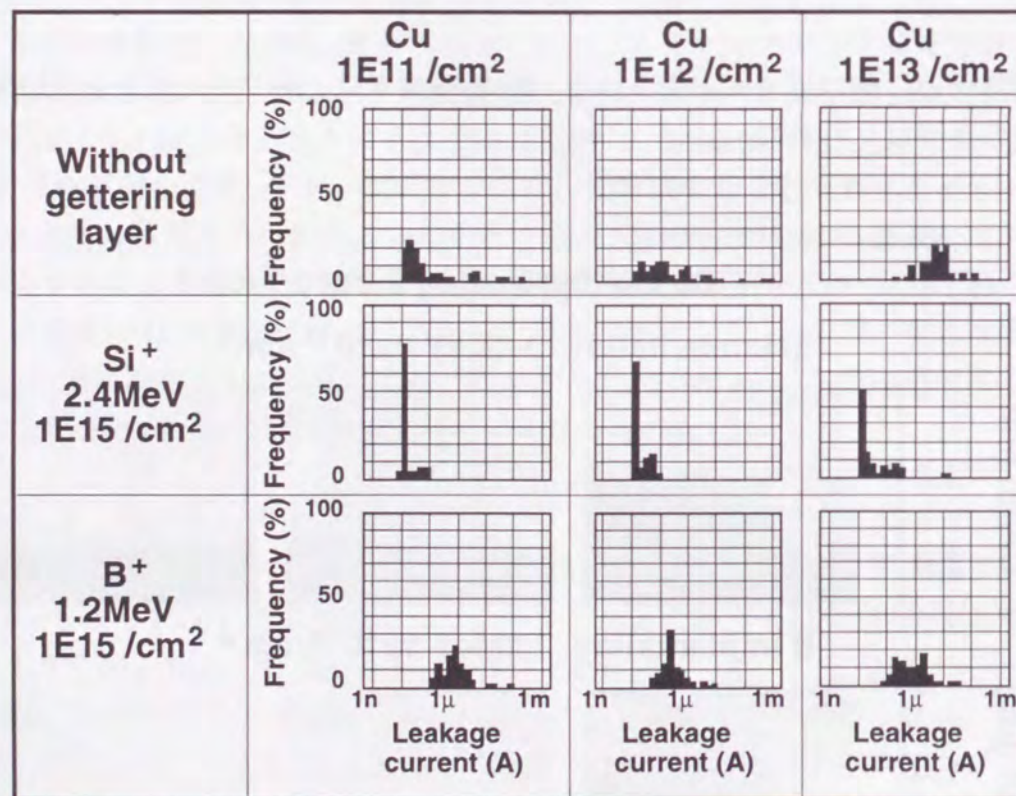 Cu
1E11 /cm²
Cu
1E12 /cm²
Cu
1E13 /cm²
Without
gettering
layer
Frequency (%)
100
50
0
Si⁺
2.4MeV
1E15 /cm²
Frequency (%)
100
50
0
B⁺
1.2MeV
1E15 /cm²
Frequency (%)
100
50
0
1n 1μ 1m
Leakage
current (A)
1n 1μ 1m
Leakage
current (A)
1n 1μ 1m
Leakage
current (A)